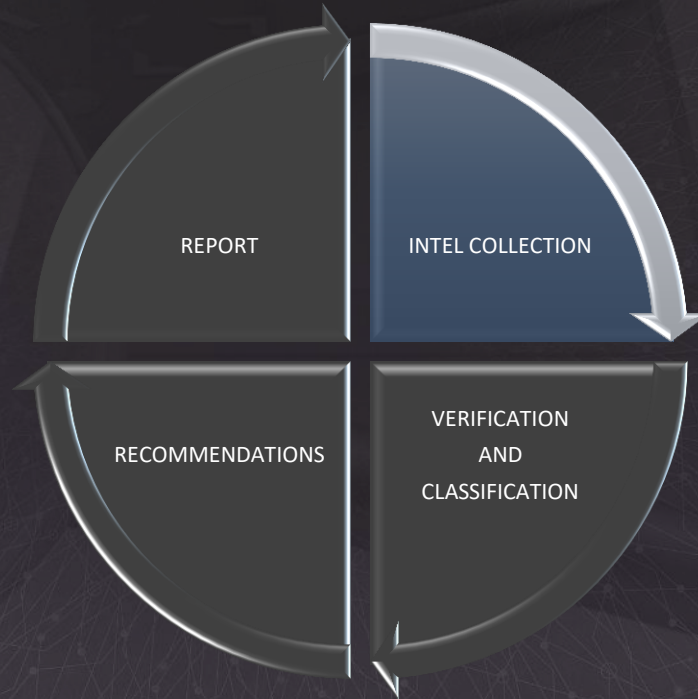 REPORT
INTEL COLLECTION
RECOMMENDATIONS
VERIFICATION
AND
CLASSIFICATION